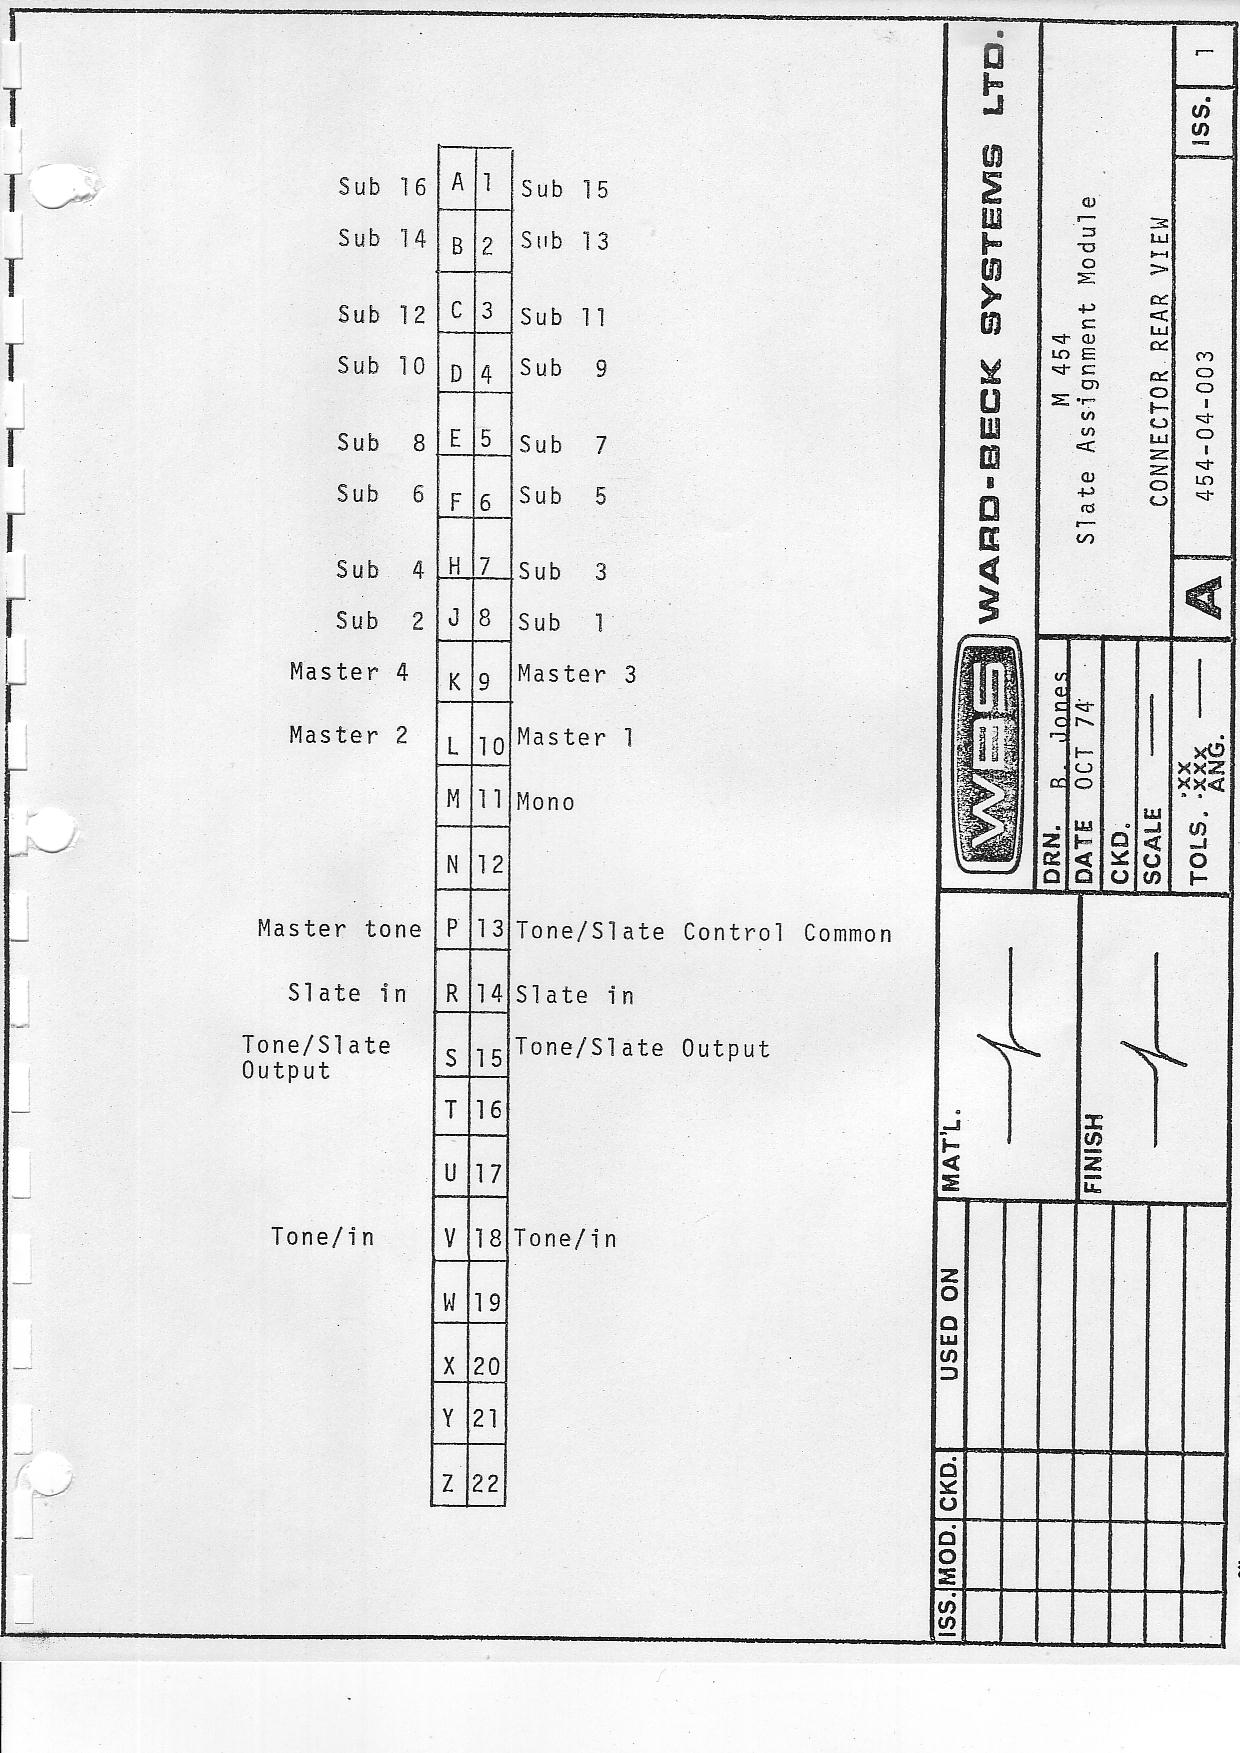 Sub 16 A 1 Sub 15
Sub 14 B 2 Sub 13
Sub 12 C 3 Sub 11
Sub 10 D 4 Sub 9
Sub 8 E 5 Sub 7
Sub 6 F 6 Sub 5
Sub 4 H 7 Sub 3
Sub 2 J 8 Sub 1
Master 4 K 9 Master 3
Master 2 L 10 Master 1
M 11 Mono
N 12
Master tone P 13 Tone/Slate Control Common
Slate in R 14 Slate in
Tone/Slate S 15 Tone/Slate Output
Output
T 16
U 17
Tone/in V 18 Tone/in
W 19
X 20
Y 21
Z 22
WBS WARD-BECK SYSTEMS LTD.
M 454
Slate Assignment Module
CONNECTOR REAR VIEW
A 454-04-003 ISS. 1
DRN. B. Jones
DATE OCT 74
CKD.
SCALE —
TOLS. .XX
.XXX —
ANG.
MAT'L.
FINISH
ISS. MOD. CKD. USED ON